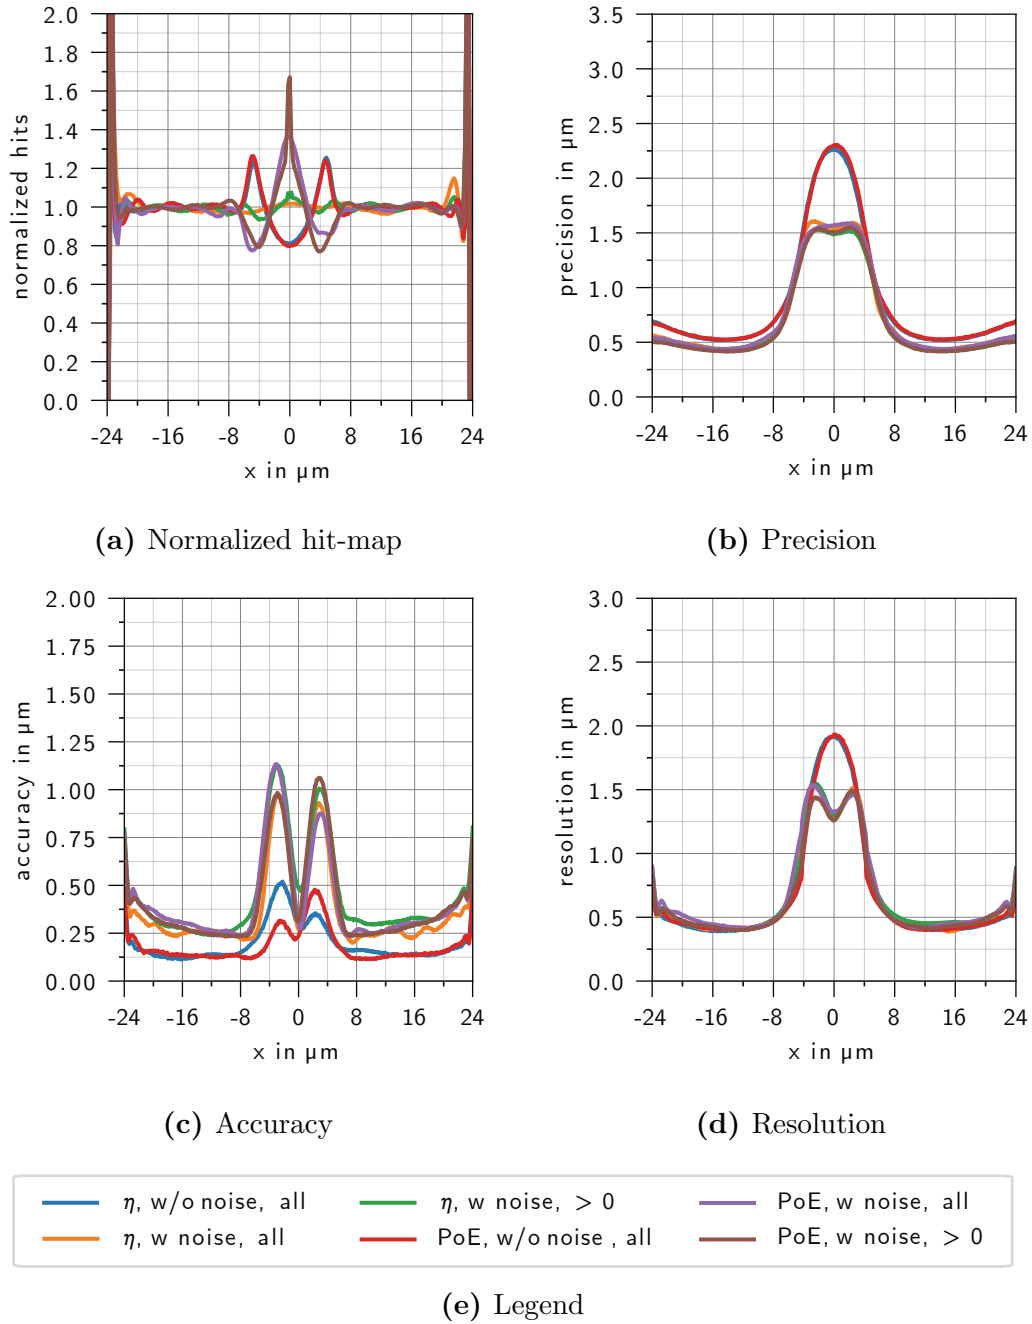 2.0
1.8
1.6
1.4
1.2
1.0
0.8
0.6
0.4
0.2
0.0
normalized hits
-24 -16 -8 0 8 16 24
x in µm
(a) Normalized hit-map
3.5
3.0
2.5
2.0
1.5
1.0
0.5
0.0
precision in µm
-24 -16 -8 0 8 16 24
x in µm
(b) Precision
2.00
1.75
1.50
1.25
1.00
0.75
0.50
0.25
0.00
accuracy in µm
-24 -16 -8 0 8 16 24
x in µm
(c) Accuracy
3.0
2.5
2.0
1.5
1.0
0.5
0.0
resolution in µm
-24 -16 -8 0 8 16 24
x in µm
(d) Resolution
η, w/o noise, all
η, w noise, > 0
PoE, w noise, all
η, w noise, all
PoE, w/o noise , all
PoE, w noise, > 0
(e) Legend